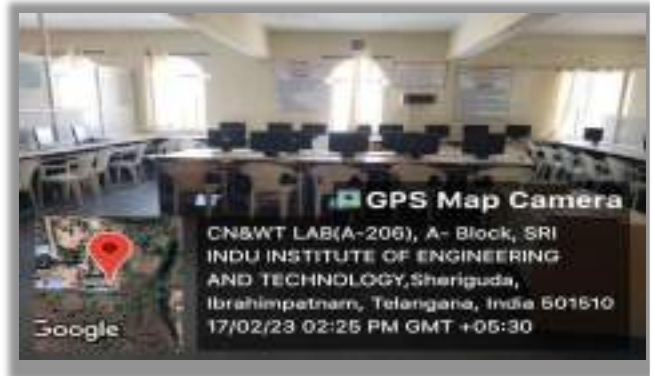 GPS Map Camera
CN&WT LAB(A-206), A- Block, SRI
INDU INSTITUTE OF ENGINEERING
AND TECHNOLOGY,Sheriguda,
Ibrahimpatnam, Telangana, India 501510
17/02/23 02:25 PM GMT +05:30
Google